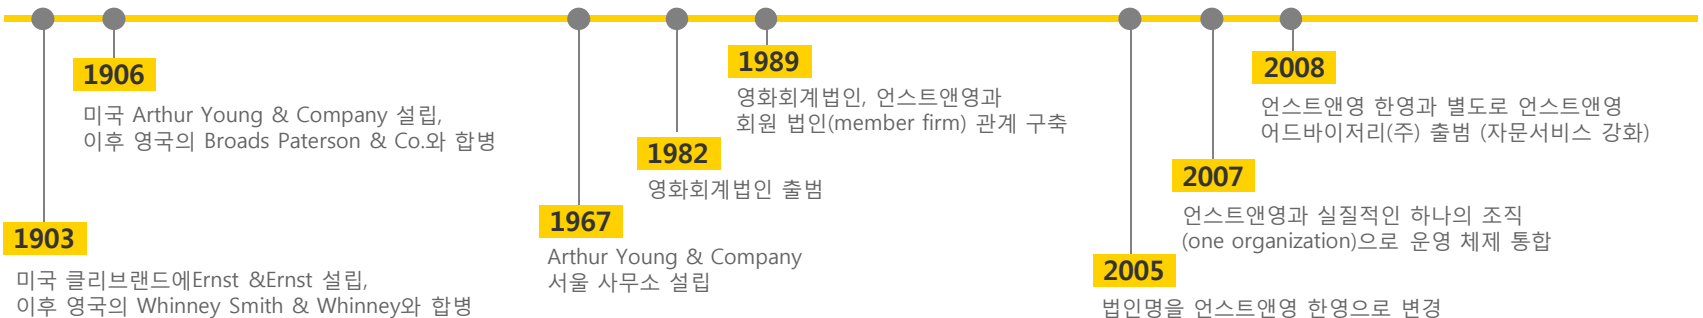 1903
미국 클리브랜드에Ernst &Ernst 설립,
이후 영국의 Whinney Smith & Whinney와 합병
1906
미국 Arthur Young & Company 설립,
이후 영국의 Broads Paterson & Co.와 합병
1967
Arthur Young & Company
서울 사무소 설립
1982
영화회계법인 출범
1989
영화회계법인, 언스트앤영과
회원 법인(member firm) 관계 구축
2005
법인명을 언스트앤영 한영으로 변경
2007
언스트앤영과 실질적인 하나의 조직
(one organization)으로 운영 체제 통합
2008
언스트앤영 한영과 별도로 언스트앤영
어드바이저리(주) 출범 (자문서비스 강화)